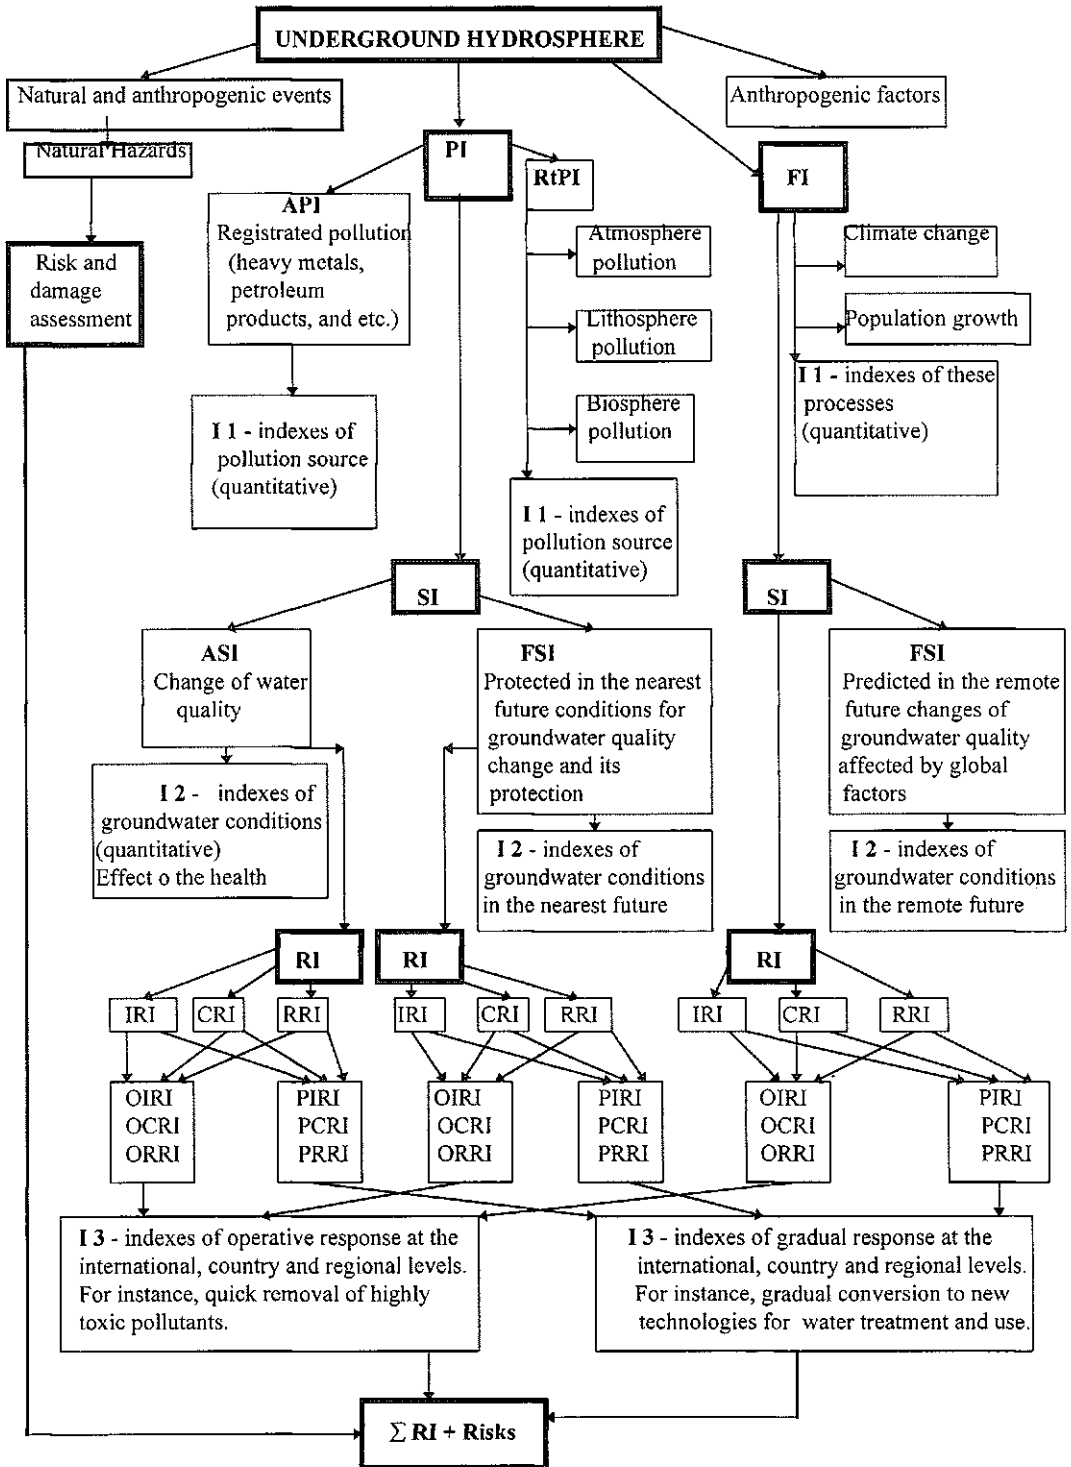 UNDERGROUND HYDROSPHERE
Natural and anthropogenic events
Anthropogenic factors
Natural Hazards
Risk and
damage
assessment
PI
API
Registrated pollution
(heavy metals,
petroleum
products, and etc.)
I 1 - indexes of
pollution source
(quantitative)
RtPI
Atmosphere
pollution
Lithosphere
pollution
Biosphere
pollution
I 1 - indexes of
pollution source
(quantitative)
FI
Climate change
Population growth
I 1 - indexes of these
processes
(quantitative)
SI
ASI
Change of water
quality
I 2 - indexes of
groundwater conditions
(quantitative)
Effect o the health
FSI
Protected in the nearest
future conditions for
groundwater quality
change and its
protection
I 2 - indexes of
groundwater conditions
in the nearest future
SI
FSI
Predicted in the remote
future changes of
groundwater quality
affected by global
factors
I 2 - indexes of
groundwater conditions
in the remote future
RI
IRI CRI RRI
OIRI
OCRI
ORRI
PIRI
PCRI
PRRI
RI
IRI CRI RRI
OIRI
OCRI
ORRI
PIRI
PCRI
PRRI
RI
IRI CRI RRI
OIRI
OCRI
ORRI
PIRI
PCRI
PRRI
I 3 - indexes of operative response at the
international, country and regional levels.
For instance, quick removal of highly
toxic pollutants.
I 3 - indexes of gradual response at the
international, country and regional levels.
For instance, gradual conversion to new
technologies for water treatment and use.
∑ RI + Risks